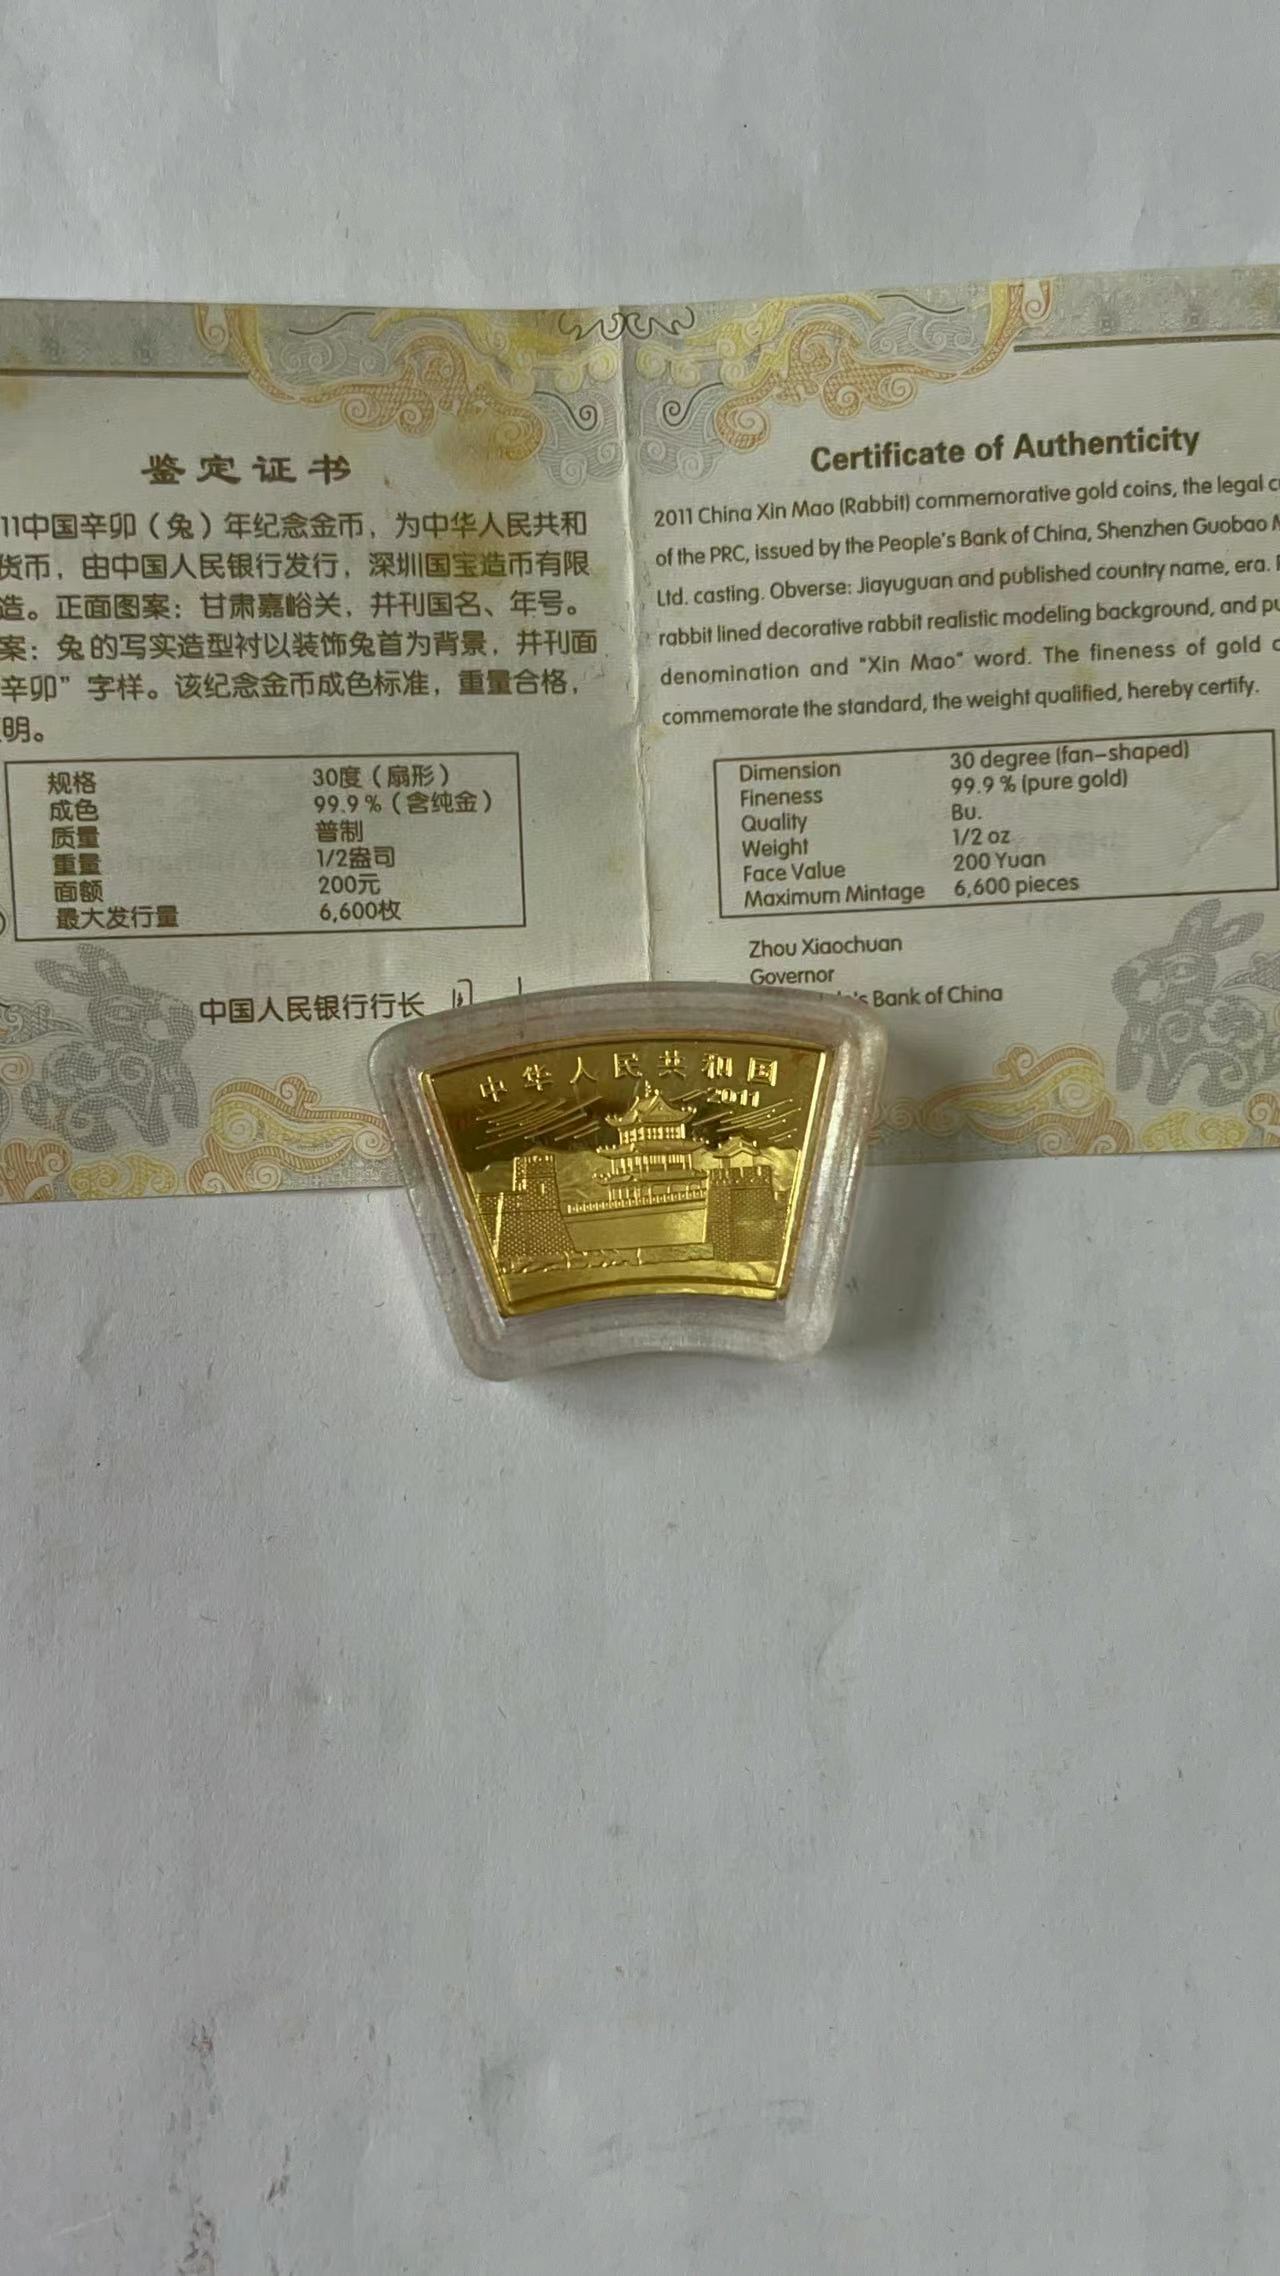 鉴定证书
11中国辛卯（兔）年纪念金币，为中华人民共和
货币，由中国人民银行发行，深圳国宝造币有限
造。正面图案：甘肃嘉峪关，并刊国名、年号。
案：兔的写实造型衬以装饰兔首为背景，并刊面
辛卯”字样。该纪念金币成色标准，重量合格，
明。
规格 30度（扇形）
成色 99.9%（含纯金）
质量 普制
重量 1/2盎司
面额 200元
最大发行量 6,600枚
中国人民银行行长
Certificate of Authenticity
2011 China Xin Mao (Rabbit) commemorative gold coins, the legal
of the PRC, issued by the People's Bank of China, Shenzhen Guobao
Ltd. casting. Obverse: Jiayuguan and published country name, era.
rabbit lined decorative rabbit realistic modeling background, and
denomination and "Xin Mao" word. The fineness of gold
commemorate the standard, the weight qualified, hereby certify.
Dimension 30 degree (fan-shaped)
Fineness 99.9 % (pure gold)
Quality Bu.
Weight 1/2 oz
Face Value 200 Yuan
Maximum Mintage 6,600 pieces
Zhou Xiaochuan
Governor
Bank of China
中华人民共和国
2011